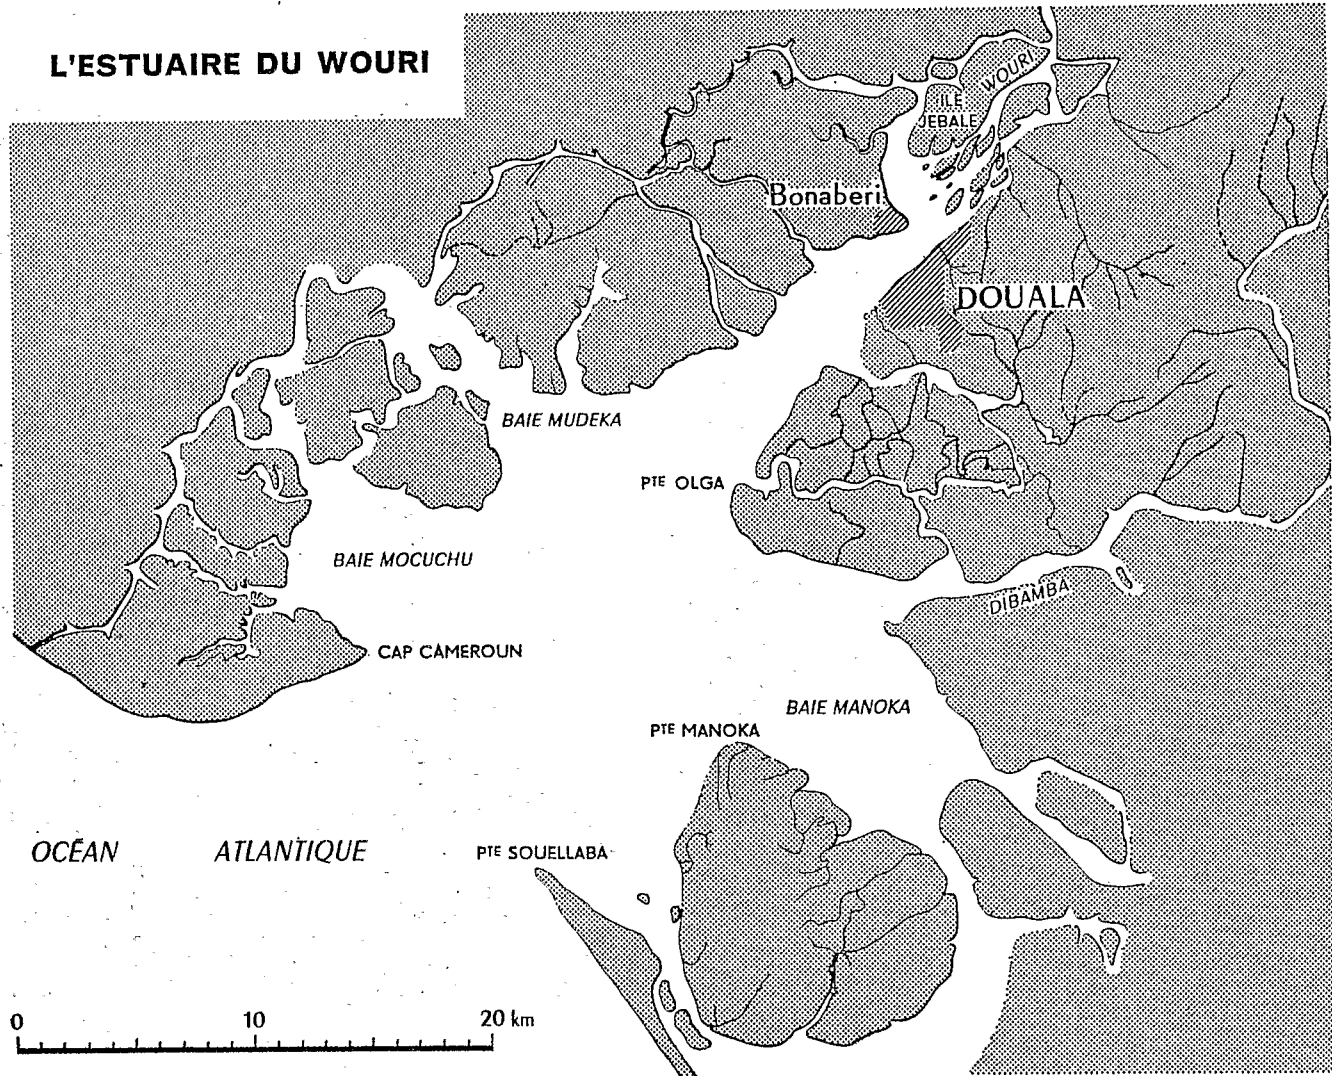 L'ESTUAIRE DU WOURI
WOURI
ILE
JEBALE
Bonaberi
DOUALA
BAIE MUDEKA
PTE OLGA
BAIE MOCUCHU
DIBAMBA
CAP CAMEROUN
BAIE MANOKA
PTE MANOKA
OCÉAN ATLANTIQUE
PTE SOUELLABA
0 10 20 km